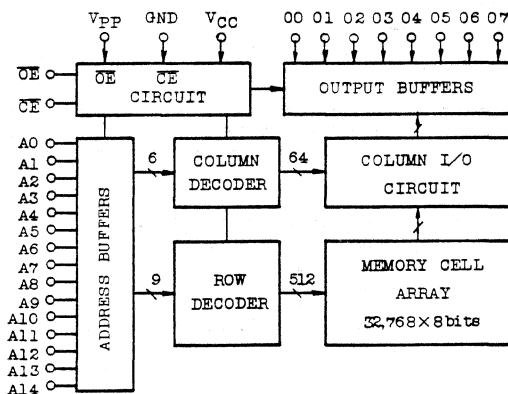 VPP GND VCC O0 O1 O2 O3 O4 O5 O6 O7
OE
CE
OE CE
CIRCUIT
OUTPUT BUFFERS
A0
A1
A2
A3
A4
A5
A6
A7
A8
A9
A10
A11
A12
A13
A14
ADDRESS BUFFERS
6
COLUMN
DECODER
64
COLUMN I/O
CIRCUIT
9
ROW
DECODER
512
MEMORY CELL
ARRAY
32,768×8bits